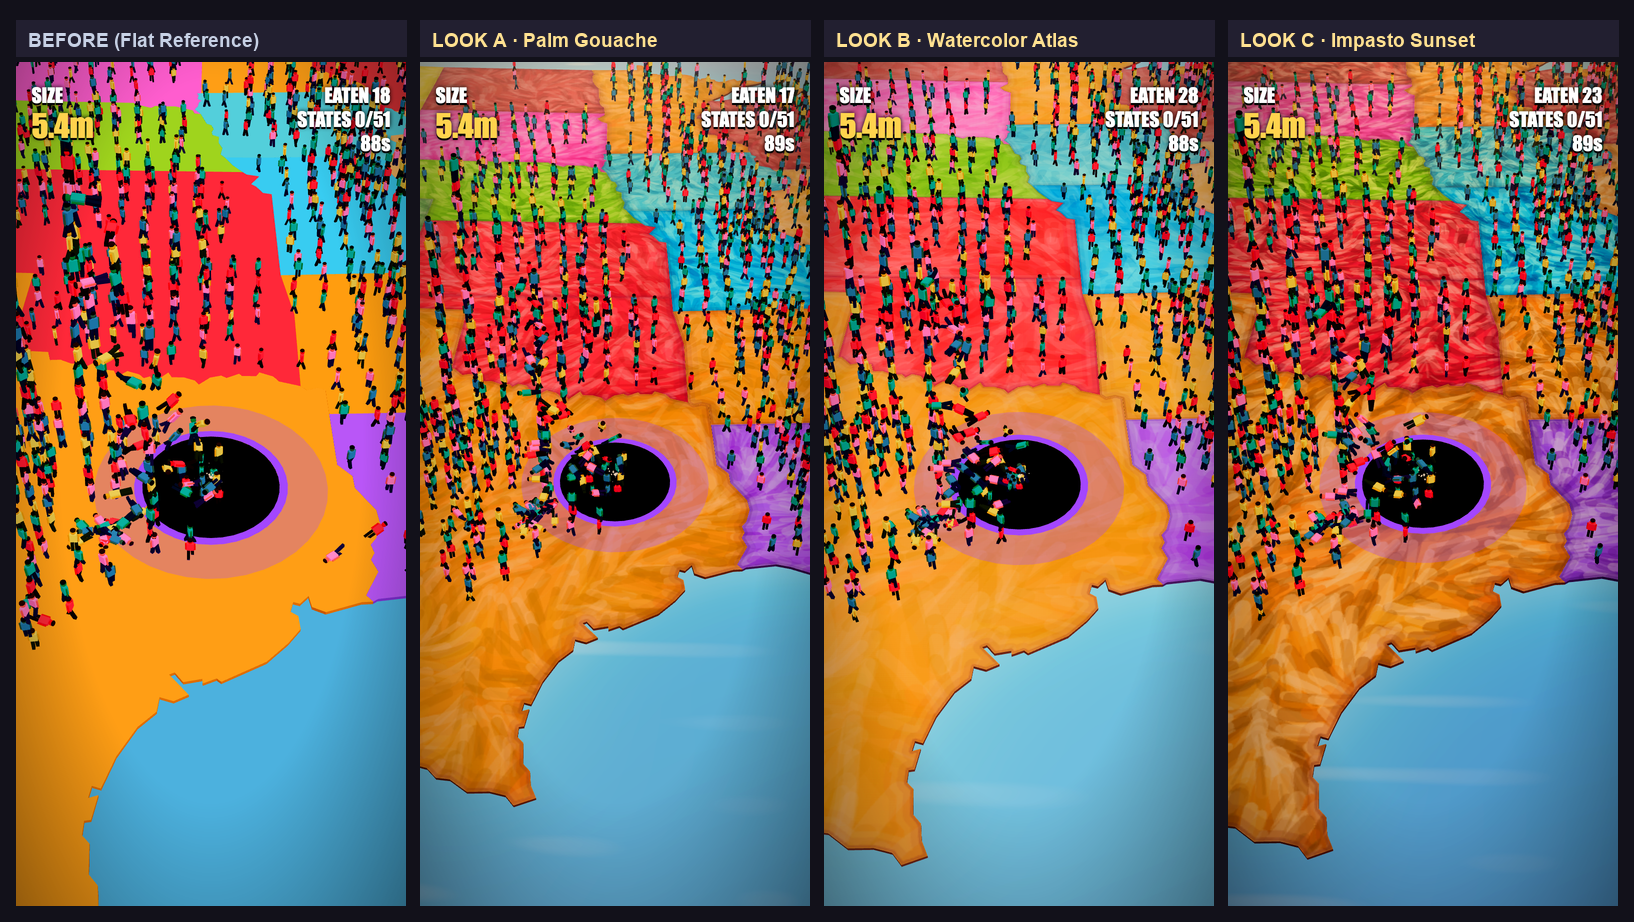 BEFORE (Flat Reference)
SIZE
5.4m
EATEN 18
STATES 0/51
88s
LOOK A · Palm Gouache
SIZE
5.4m
EATEN 17
STATES 0/51
89s
LOOK B · Watercolor Atlas
SIZE
5.4m
EATEN 28
STATES 0/51
88s
LOOK C · Impasto Sunset
SIZE
5.4m
EATEN 23
STATES 0/51
89s